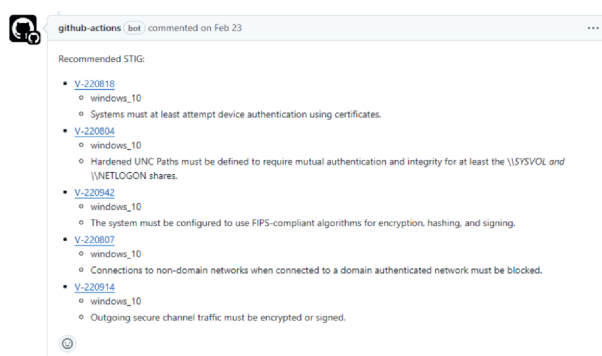 github-actions bot commented on Feb 23
Recommended STIG:
V-220818
windows_10
Systems must at least attempt device authentication using certificates.
V-220804
windows_10
Hardened UNC Paths must be defined to require mutual authentication and integrity for at least the \\SYSVOL and
\\NETLOGON shares.
V-220942
windows_10
The system must be configured to use FIPS-compliant algorithms for encryption, hashing, and signing.
V-220807
windows_10
Connections to non-domain networks when connected to a domain authenticated network must be blocked.
V-220914
windows_10
Outgoing secure channel traffic must be encrypted or signed.